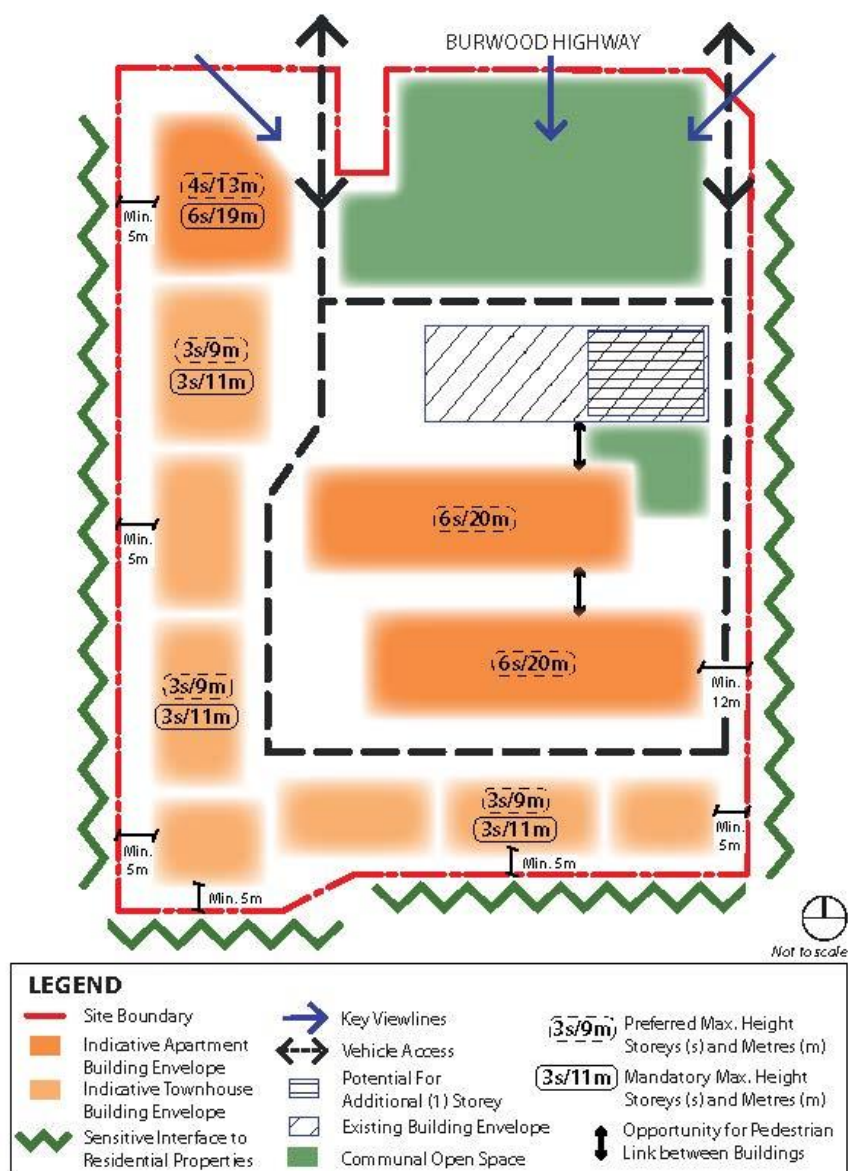 BURWOOD HIGHWAY
4s/13m
6s/19m
Min.
5m
3s/9m
3s/11m
6s/20m
Min.
5m
6s/20m
3s/9m
3s/11m
Min.
12m
3s/9m
3s/11m
Min.
5m
Min.
5m
Min. 5m
Min. 5m
Not to scale
LEGEND
Site Boundary
Indicative Apartment
Building Envelope
Indicative Townhouse
Building Envelope
Sensitive Interface to
Residential Properties
Key Viewlines
Vehicle Access
Potential For
Additional (1) Storey
Existing Building Envelope
Communal Open Space
3s/9m Preferred Max. Height
Storeys (s) and Metres (m)
3s/11m Mandatory Max. Height
Storeys (s) and Metres (m)
Opportunity for Pedestrian
Link between Buildings